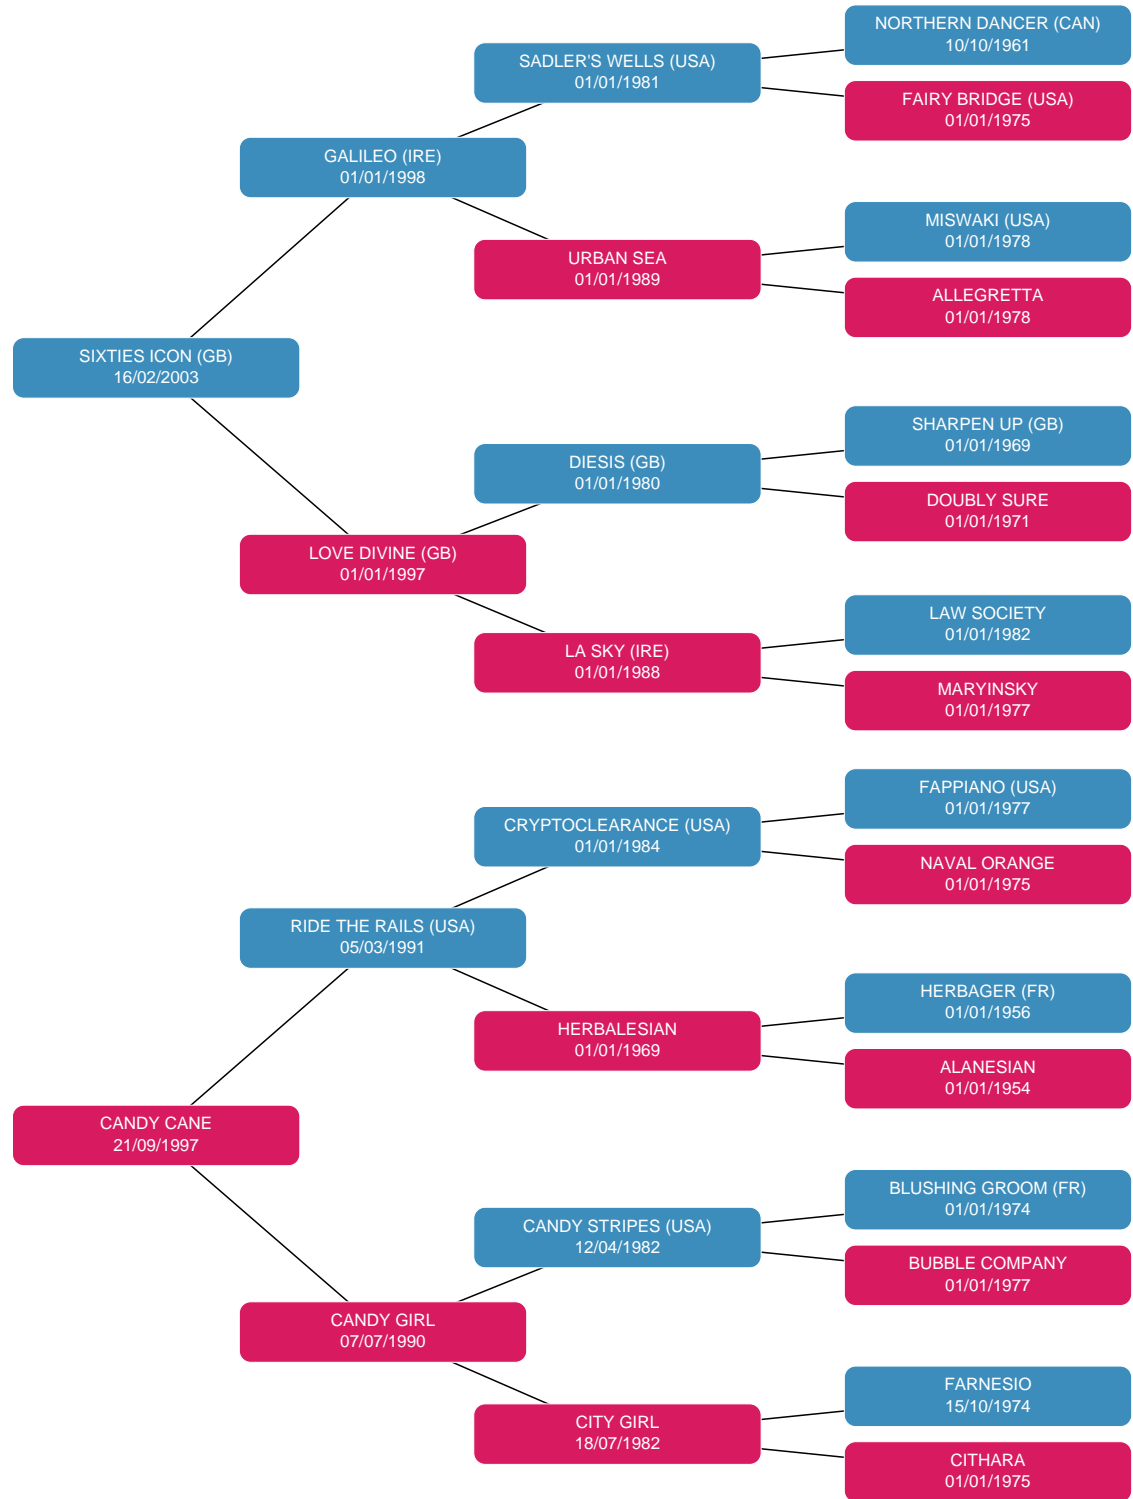 NORTHERN DANCER (CAN)
10/10/1961
SADLER'S WELLS (USA)
01/01/1981
FAIRY BRIDGE (USA)
01/01/1975
GALILEO (IRE)
01/01/1998
MISWAKI (USA)
01/01/1978
URBAN SEA
01/01/1989
ALLEGRETTA
01/01/1978
SIXTIES ICON (GB)
16/02/2003
SHARPEN UP (GB)
01/01/1969
DIESIS (GB)
01/01/1980
DOUBLY SURE
01/01/1971
LOVE DIVINE (GB)
01/01/1997
LAW SOCIETY
01/01/1982
LA SKY (IRE)
01/01/1988
MARYINSKY
01/01/1977
FAPPIANO (USA)
01/01/1977
CRYPTOCLEARANCE (USA)
01/01/1984
NAVAL ORANGE
01/01/1975
RIDE THE RAILS (USA)
05/03/1991
HERBAGER (FR)
01/01/1956
HERBALESIAN
01/01/1969
ALANESIAN
01/01/1954
CANDY CANE
21/09/1997
BLUSHING GROOM (FR)
01/01/1974
CANDY STRIPES (USA)
12/04/1982
BUBBLE COMPANY
01/01/1977
CANDY GIRL
07/07/1990
FARNESIO
15/10/1974
CITY GIRL
18/07/1982
CITHARA
01/01/1975